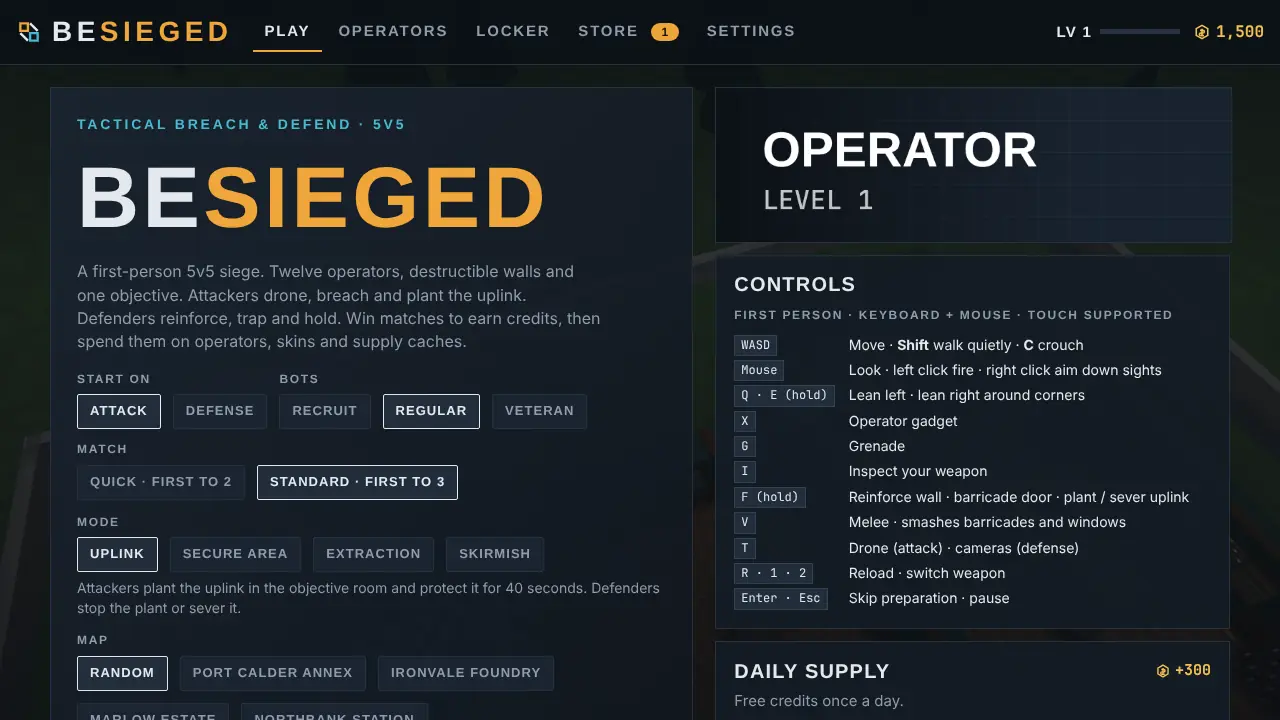 BESIEGED
PLAY
OPERATORS
LOCKER
STORE 1
SETTINGS
LV 1
1,500
TACTICAL BREACH & DEFEND · 5V5
BESIEGED
A first-person 5v5 siege. Twelve operators, destructible walls and
one objective. Attackers drone, breach and plant the uplink.
Defenders reinforce, trap and hold. Win matches to earn credits, then
spend them on operators, skins and supply caches.
START ON
ATTACK
DEFENSE
BOTS
RECRUIT
REGULAR
VETERAN
MATCH
QUICK · FIRST TO 2
STANDARD · FIRST TO 3
MODE
UPLINK
SECURE AREA
EXTRACTION
SKIRMISH
Attackers plant the uplink in the objective room and protect it for 40 seconds. Defenders
stop the plant or sever it.
MAP
RANDOM
PORT CALDER ANNEX
IRONVALE FOUNDRY
MARLOW ESTATE
NORTHBANK STATION
OPERATOR
LEVEL 1
CONTROLS
FIRST PERSON · KEYBOARD + MOUSE · TOUCH SUPPORTED
WASD Move · Shift walk quietly · C crouch
Mouse Look · left click fire · right click aim down sights
Q · E (hold) Lean left · lean right around corners
X Operator gadget
G Grenade
I Inspect your weapon
F (hold) Reinforce wall · barricade door · plant / sever uplink
V Melee · smashes barricades and windows
T Drone (attack) · cameras (defense)
R · 1 · 2 Reload · switch weapon
Enter · Esc Skip preparation · pause
DAILY SUPPLY
+300
Free credits once a day.